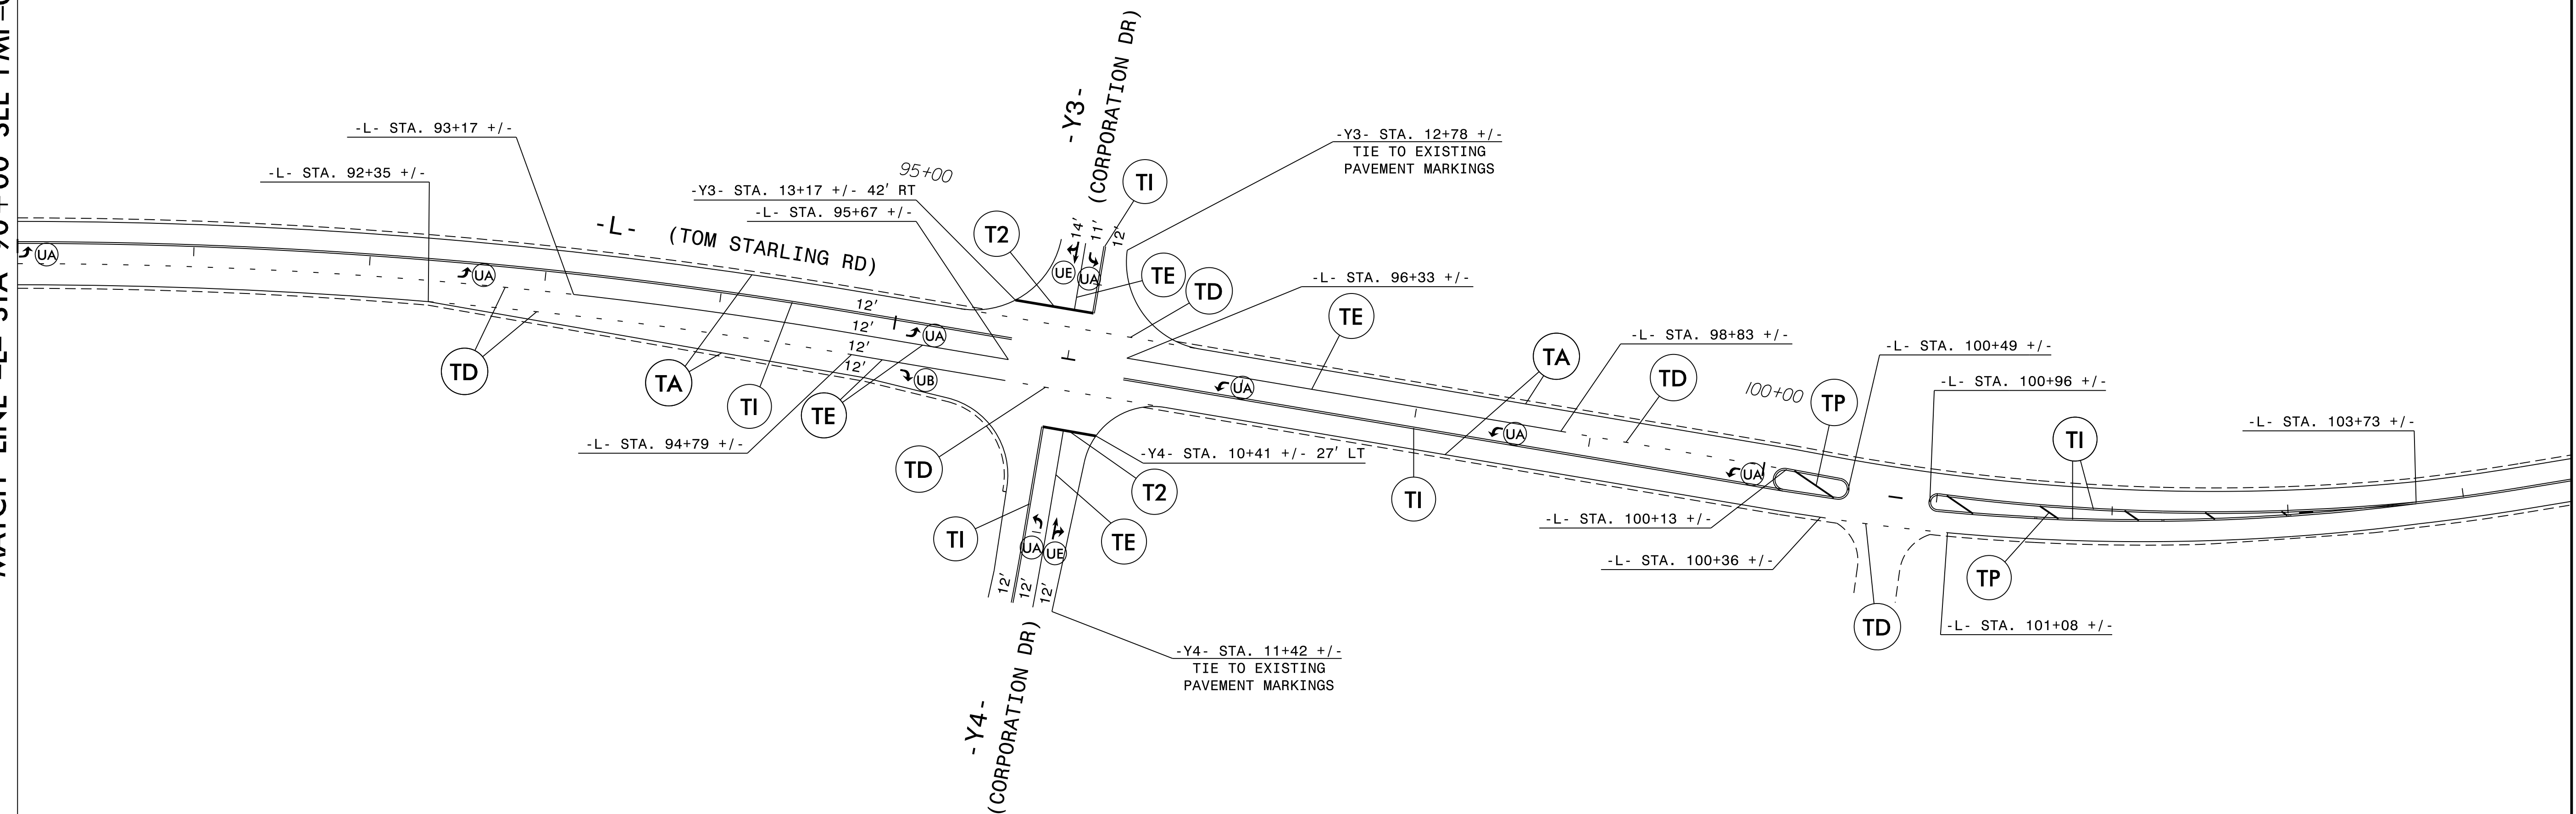 -L- STA. 93+17 +/-
-L- STA. 92+35 +/-
95+00
-Y3- STA. 13+17 +/- 42' RT
-L- STA. 95+67 +/-
-L- (TOM STARLING RD)
-Y3-
(CORPORATION DR)
TI
T2
14'
11'
12'
UE
UA
TE
TD
-Y3- STA. 12+78 +/-
TIE TO EXISTING
PAVEMENT MARKINGS
-L- STA. 96+33 +/-
TE
UA
UA
TD
TA
TI
TE
12'
12'
12'
12'
UA
UB
-L- STA. 94+79 +/-
TD
-Y4- STA. 10+41 +/- 27' LT
T2
TI
TE
UA
UE
12'
12'
12'
-Y4- STA. 11+42 +/-
TIE TO EXISTING
PAVEMENT MARKINGS
-Y4-
(CORPORATION DR)
UA
TI
TA
UA
-L- STA. 98+83 +/-
TD
100+00
TP
UA
-L- STA. 100+49 +/-
-L- STA. 100+96 +/-
-L- STA. 100+13 +/-
-L- STA. 100+36 +/-
TD
TI
TP
-L- STA. 103+73 +/-
-L- STA. 101+08 +/-